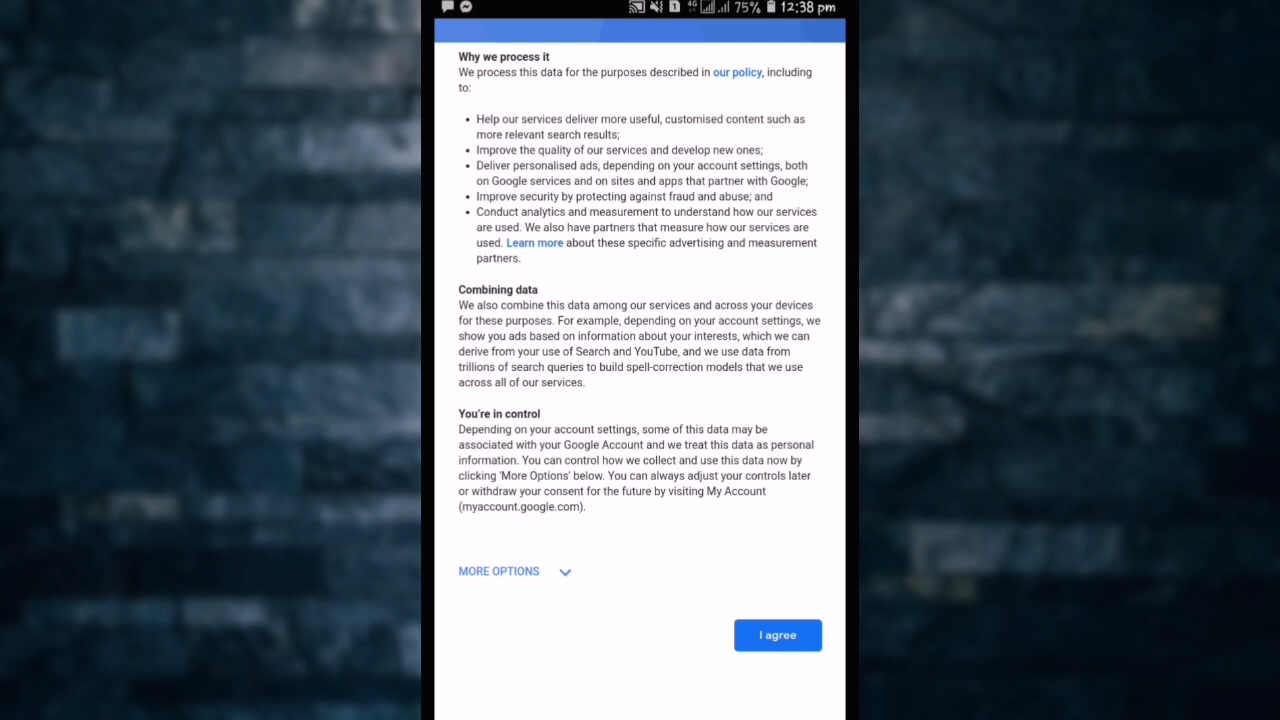 4G 75% 12:38 pm
Why we process it
We process this data for the purposes described in our policy, including
to:
• Help our services deliver more useful, customised content such as
more relevant search results;
• Improve the quality of our services and develop new ones;
• Deliver personalised ads, depending on your account settings, both
on Google services and on sites and apps that partner with Google;
• Improve security by protecting against fraud and abuse; and
• Conduct analytics and measurement to understand how our services
are used. We also have partners that measure how our services are
used. Learn more about these specific advertising and measurement
partners.
Combining data
We also combine this data among our services and across your devices
for these purposes. For example, depending on your account settings, we
show you ads based on information about your interests, which we can
derive from your use of Search and YouTube, and we use data from
trillions of search queries to build spell-correction models that we use
across all of our services.
You're in control
Depending on your account settings, some of this data may be
associated with your Google Account and we treat this data as personal
information. You can control how we collect and use this data now by
clicking 'More Options' below. You can always adjust your controls later
or withdraw your consent for the future by visiting My Account
(myaccount.google.com).
MORE OPTIONS
I agree